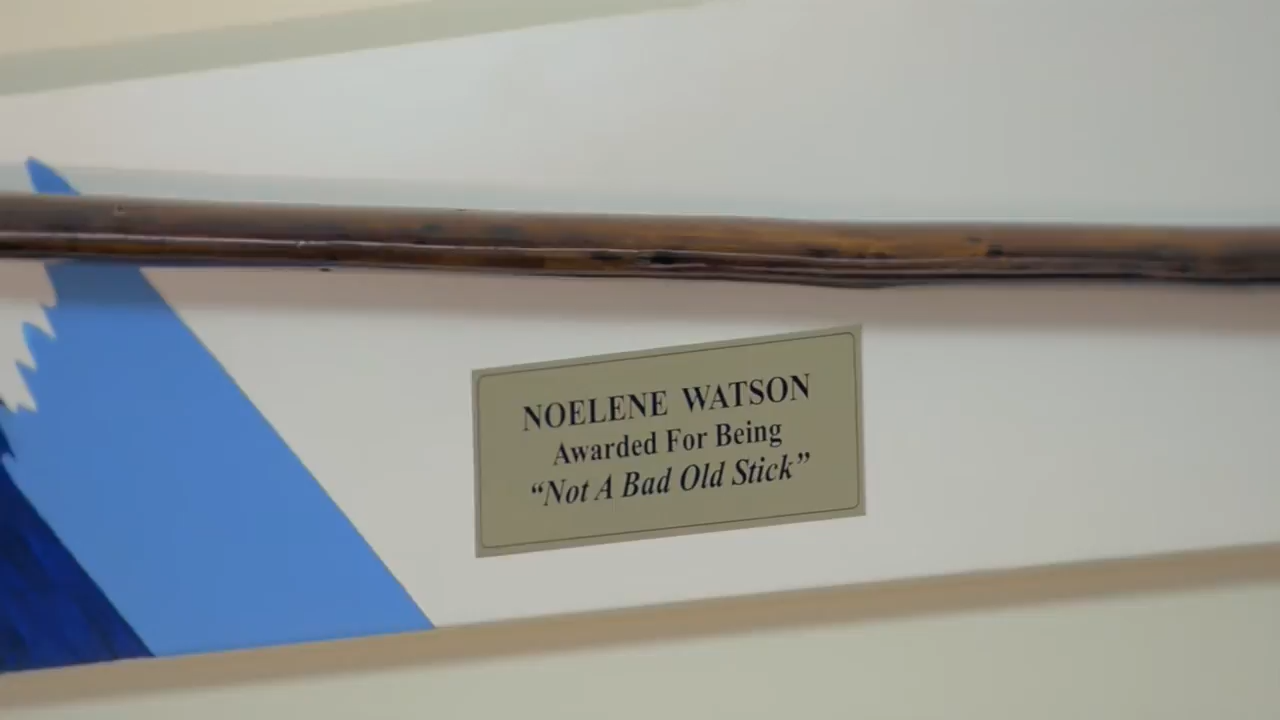 NOELENE WATSON
Awarded For Being
“Not A Bad Old Stick”